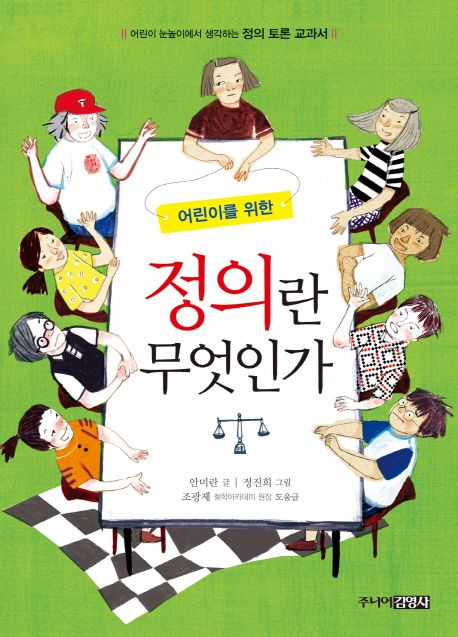 어린이 눈높이에서 생각하는 정의 토론 교과서
어린이를 위한
정의란
무엇인가
안미란 글 | 정진희 그림
조광제 철학아카데미 원장 도움글
주니어김영사